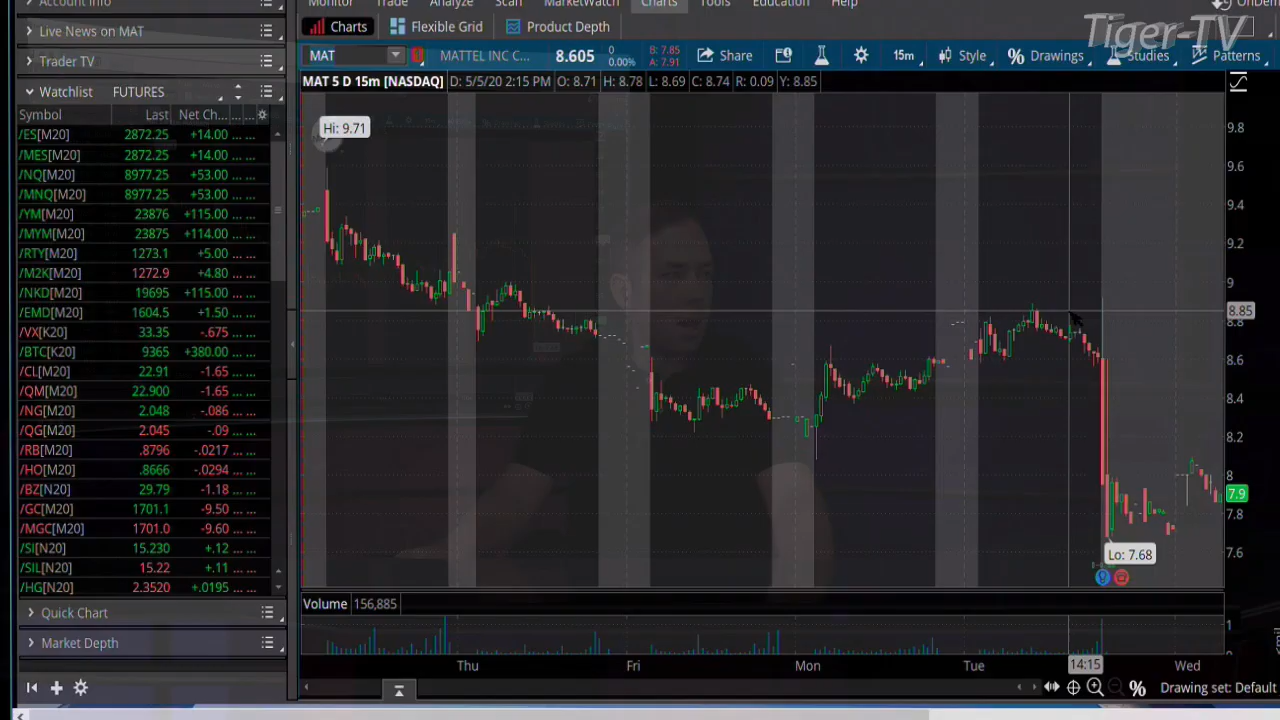 Account Info
Monitor Trade Analyze Scan MarketWatch Charts Tools Education Help
Tiger-TV
Live News on MAT
Charts Flexible Grid Product Depth
Trader TV
MAT MATTEL INC C... 8.605 0 0.00% B: 7.85 A: 7.91 Share 15m Style Drawings Studies Patterns
Watchlist FUTURES
MAT 5 D 15m [NASDAQ] D: 5/5/20 2:15 PM O: 8.71 H: 8.78 L: 8.69 C: 8.74 R: 0.09 Y: 8.85
Symbol Last Net Ch...
/ES[M20] 2872.25 +14.00 ... ...
/MES[M20] 2872.25 +14.00 ... ...
/NQ[M20] 8977.25 +53.00 ... ...
/MNQ[M20] 8977.25 +53.00 ... ...
/YM[M20] 23876 +115.00 ... ...
/MYM[M20] 23875 +114.00 ... ...
/RTY[M20] 1273.1 +5.00 ... ...
/M2K[M20] 1272.9 +4.80 ... ...
/NKD[M20] 19695 +115.00 ... ...
/EMD[M20] 1604.5 +1.50 ... ...
/VX[K20] 33.35 -.675 ... ...
/BTC[K20] 9365 +380.00 ... ...
/CL[M20] 22.91 -1.65 ... ...
/QM[M20] 22.900 -1.65 ... ...
/NG[M20] 2.048 -.086 ... ...
/QG[M20] 2.045 -.09 ... ...
/RB[M20] .8796 -.0217 ... ...
/HO[M20] .8666 -.0294 ... ...
/BZ[N20] 29.79 -1.18 ... ...
/GC[M20] 1701.1 -9.50 ... ...
/MGC[M20] 1701.0 -9.60 ... ...
/SI[N20] 15.230 +.12 ... ...
/SIL[N20] 15.22 +.11 ... ...
/HG[N20] 2.3520 +.0195 ... ...
Quick Chart
Market Depth
Hi: 9.71
9.8
9.6
9.4
9.2
9
8.85
8.8
8.6
8.4
8.2
8
7.9
7.8
7.6
Lo: 7.68
Volume 156,885
1
0
Thu Fri Mon Tue 14:15 Wed
Drawing set: Default